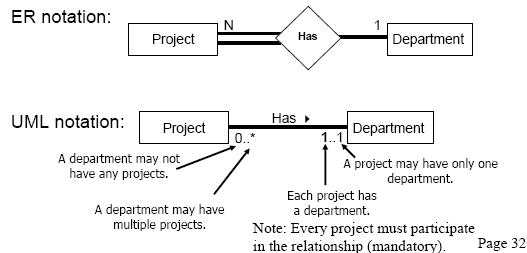 ER notation:
Project
N
Has
1
Department
UML notation:
Project
Has
Department
0..*
1..1
A department may not
have any projects.
A project may have only one
department.
A department may have
multiple projects.
Each project has
a department.
Note: Every project must participate
in the relationship (mandatory).
Page 32